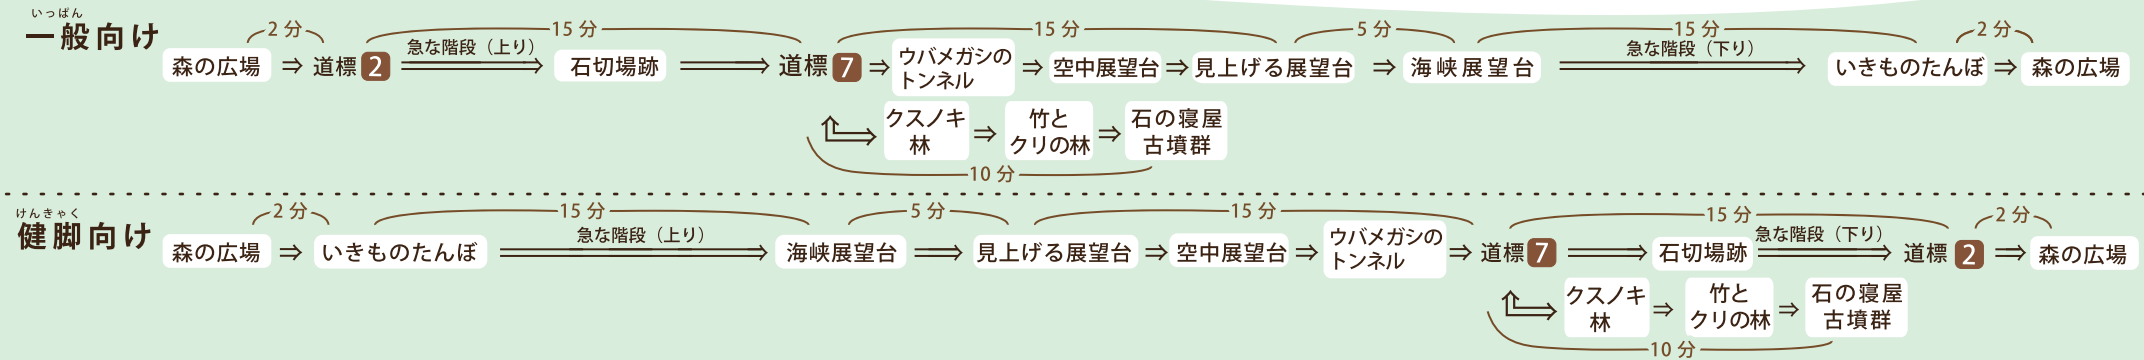 いっぱん
一般向け
2分 15分 15分 5分 15分 2分
森の広場 ⇒ 道標 2 急な階段（上り） 石切場跡 ⇒ 道標 7 ⇒ ウバメガシのトンネル ⇒ 空中展望台 ⇒ 見上げる展望台 ⇒ 海峡展望台 急な階段（下り） いきものたんぼ ⇒ 森の広場
クスノキ林 ⇒ 竹とクリの林 ⇒ 石の寝屋古墳群
10分
けんきゃく
健脚向け
2分 15分 5分 15分 15分 2分
森の広場 ⇒ いきものたんぼ 急な階段（上り） 海峡展望台 ⇒ 見上げる展望台 ⇒ 空中展望台 ⇒ ウバメガシのトンネル ⇒ 道標 7 ⇒ 石切場跡 急な階段（下り） 道標 2 ⇒ 森の広場
クスノキ林 ⇒ 竹とクリの林 ⇒ 石の寝屋古墳群
10分